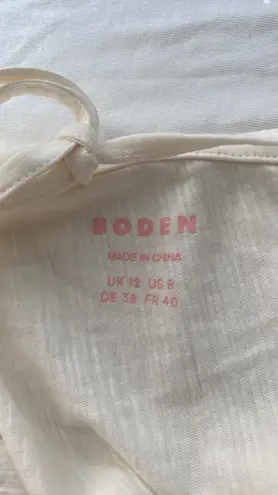 BODEN
MADE IN CHINA
UK 12 US 8
DE 38 FR 40